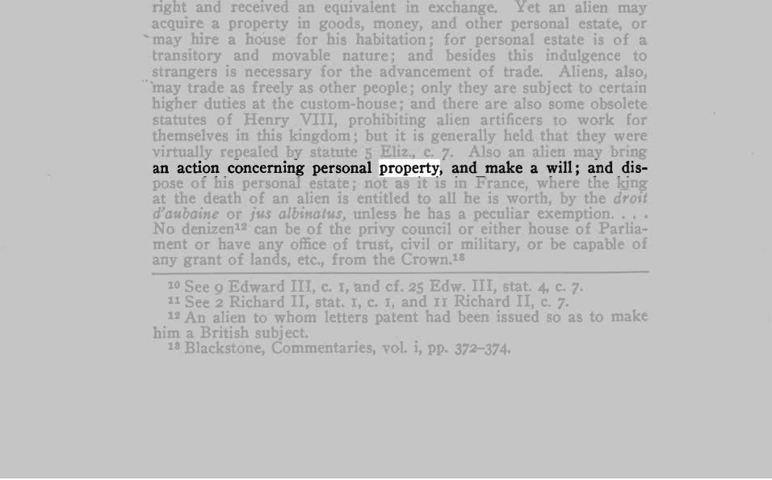 right and received an equivalent in exchange. Yet an alien may
acquire a property in goods, money, and other personal estate, or
may hire a house for his habitation; for personal estate is of a
transitory and movable nature; and besides this indulgence to
strangers is necessary for the advancement of trade. Aliens, also,
may trade as freely as other people; only they are subject to certain
higher duties at the custom-house; and there are also some obsolete
statutes of Henry VIII, prohibiting alien artificers to work for
themselves in this kingdom; but it is generally held that they were
virtually repealed by statute 5 Eliz., c. 7. Also an alien may bring
an action concerning personal property, and make a will; and dis-
pose of his personal estate; not as it is in France, where the king
at the death of an alien is entitled to all he is worth, by the droit
d'aubaine or jus albinatus, unless he has a peculiar exemption. . . .
No denizen¹² can be of the privy council or either house of Parlia-
ment or have any office of trust, civil or military, or be capable of
any grant of lands, etc., from the Crown.¹³
¹⁰ See 9 Edward III, c. 1, and cf. 25 Edw. III, stat. 4, c. 7.
¹¹ See 2 Richard II, stat. 1, c. 1, and 11 Richard II, c. 7.
¹² An alien to whom letters patent had been issued so as to make
him a British subject.
¹³ Blackstone, Commentaries, vol. i, pp. 372–374.